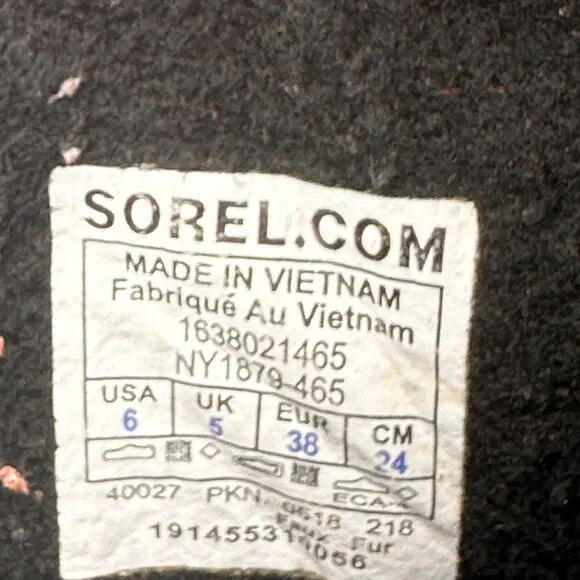 SOREL.COM
MADE IN VIETNAM
Fabriqué Au Vietnam
1638021465
NY1879-465
USA UK EUR CM
6 5 38 24
40027 PKN. 0618 218
Faux Fur